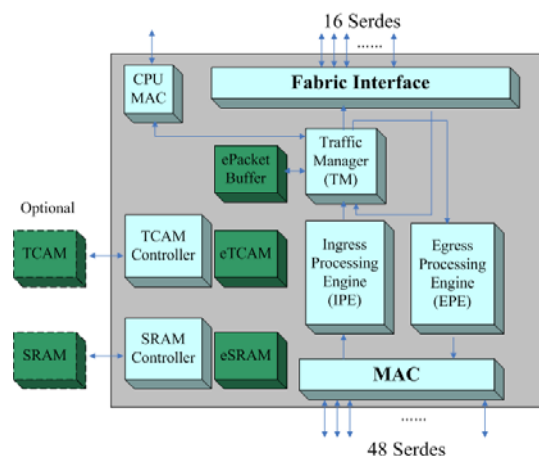 16 Serdes
......
CPU
MAC
Fabric Interface
Traffic
Manager
(TM)
ePacket
Buffer
Optional
TCAM
TCAM
Controller
eTCAM
Ingress
Processing
Engine
(IPE)
Egress
Processing
Engine
(EPE)
SRAM
SRAM
Controller
eSRAM
MAC
......
48 Serdes